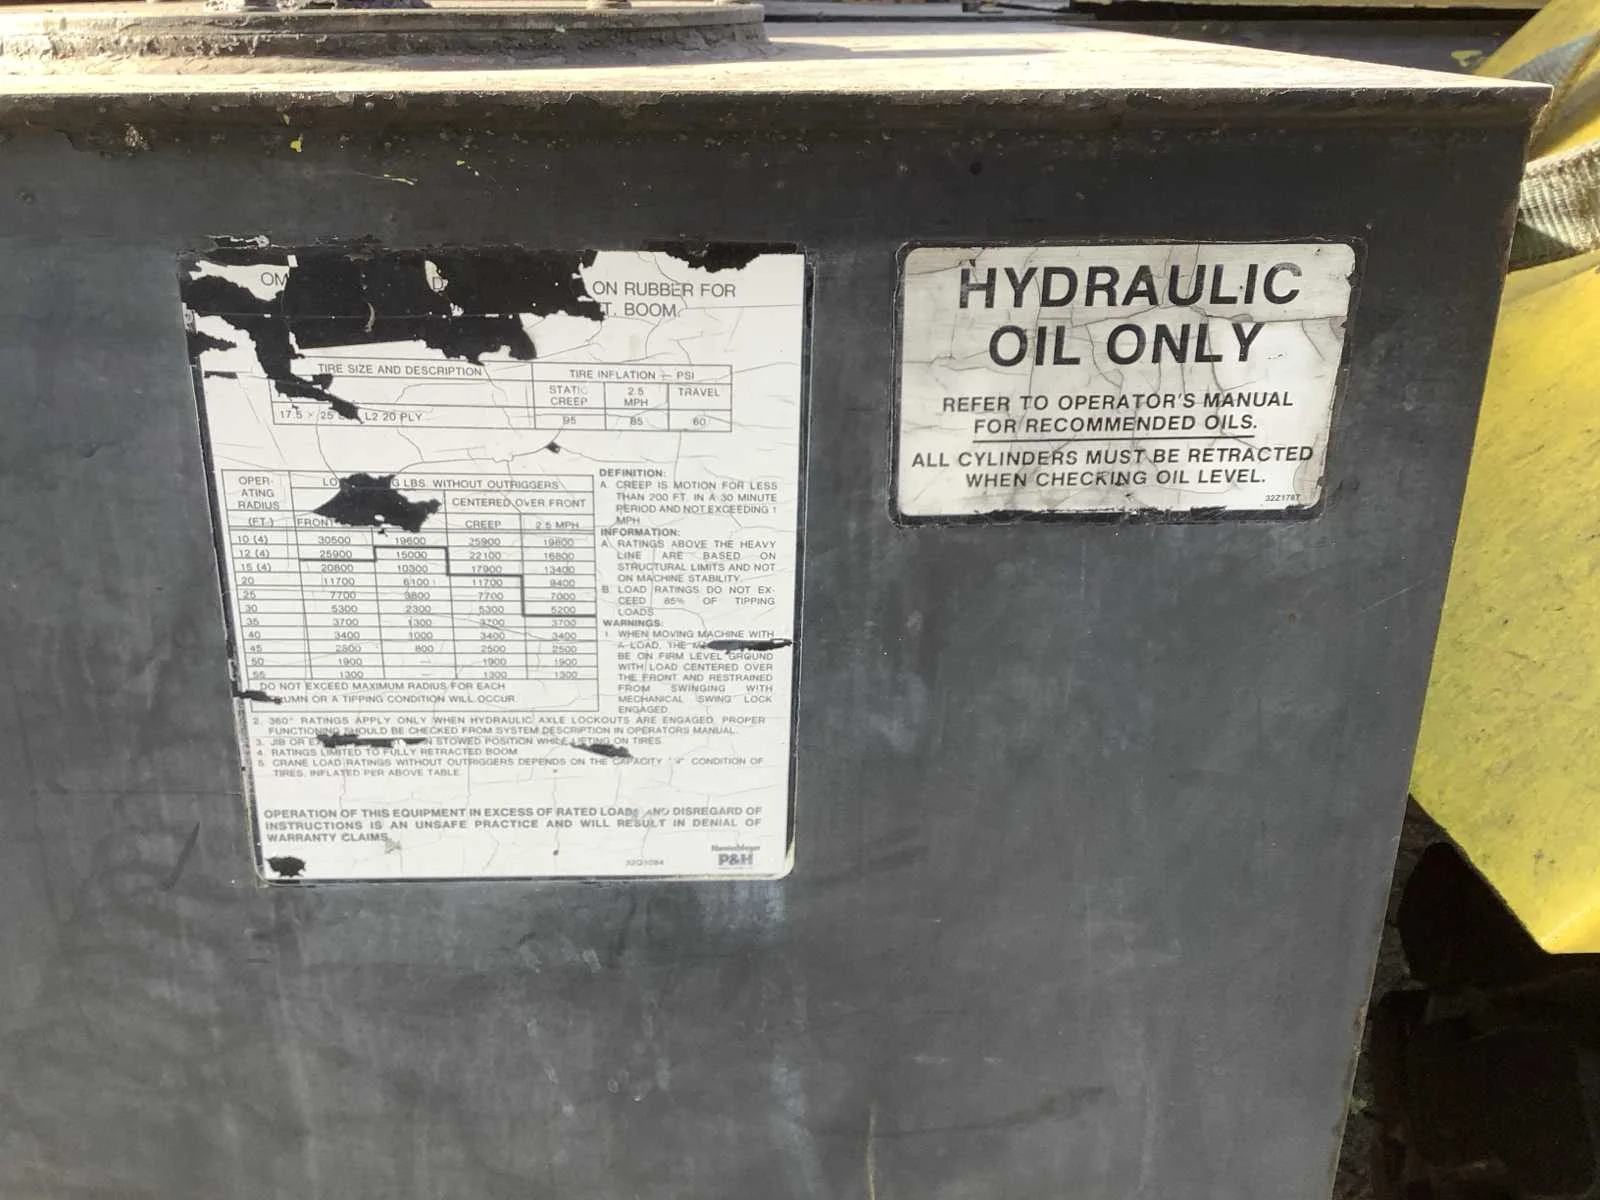 ON RUBBER FOR
T. BOOM
TIRE SIZE AND DESCRIPTION
TIRE INFLATION – PSI
STATIC CREEP
2.5 MPH
TRAVEL
17.5 × 25 L2 20 PLY
95 85 60
OPERATING RADIUS (FT.)
LBS. WITHOUT OUTRIGGERS
CENTERED OVER FRONT
FRONT CREEP 2.5 MPH
10 (4) 30500 19600 25900 19800
12 (4) 25900 15000 22100 16800
15 (4) 20800 10300 17900 13400
20 11700 6100 11700 9400
25 7700 3800 7700 7000
30 5300 2300 5300 5200
35 3700 1300 3700 3700
40 3400 1000 3400 3400
45 800 2500 2500
50 1900 — 1900 1900
55 1300 1300 1300
DO NOT EXCEED MAXIMUM RADIUS FOR EACH
UMN OR A TIPPING CONDITION WILL OCCUR
DEFINITION:
A. CREEP IS MOTION FOR LESS
THAN 200 FT. IN A 30 MINUTE
PERIOD AND NOT EXCEEDING 1
MPH
INFORMATION:
A. RATINGS ABOVE THE HEAVY
LINE ARE BASED ON
STRUCTURAL LIMITS AND NOT
ON MACHINE STABILITY.
B. LOAD RATINGS DO NOT EX-
CEED 85% OF TIPPING
LOADS
WARNINGS:
1. WHEN MOVING MACHINE WITH
A LOAD, THE
BE ON FIRM LEVEL GROUND
WITH LOAD CENTERED OVER
THE FRONT AND RESTRAINED
FROM SWINGING WITH
MECHANICAL SWING LOCK
ENGAGED
2. 360° RATINGS APPLY ONLY WHEN HYDRAULIC AXLE LOCKOUTS ARE ENGAGED. PROPER
FUNCTIONING SHOULD BE CHECKED FROM SYSTEM DESCRIPTION IN OPERATORS MANUAL.
3. JIB OR STOWED POSITION WHILE LIFTING ON TIRES.
4. RATINGS LIMITED TO FULLY RETRACTED BOOM
5. CRANE LOAD RATINGS WITHOUT OUTRIGGERS DEPENDS ON THE CAPACITY CONDITION OF
TIRES, INFLATED PER ABOVE TABLE
OPERATION OF THIS EQUIPMENT IN EXCESS OF RATED LOADS AND DISREGARD OF
INSTRUCTIONS IS AN UNSAFE PRACTICE AND WILL RESULT IN DENIAL OF
WARRANTY CLAIMS.
32Q1084
Harnischfeger
P&H
HYDRAULIC
OIL ONLY
REFER TO OPERATOR'S MANUAL
FOR RECOMMENDED OILS.
ALL CYLINDERS MUST BE RETRACTED
WHEN CHECKING OIL LEVEL.
32Z1787